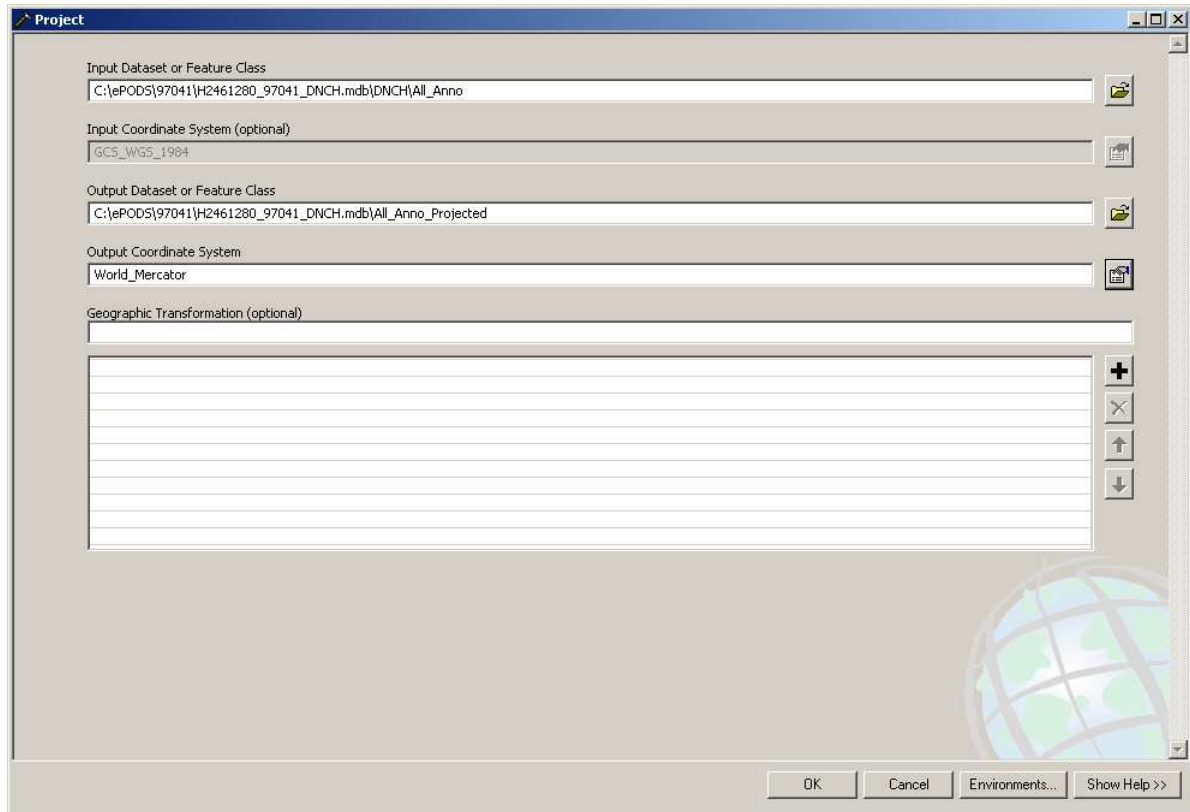 Project
Input Dataset or Feature Class
C:\ePODS\97041\H2461280_97041_DNCH.mdb\DNCH\All_Anno
Input Coordinate System (optional)
GCS_WGS_1984
Output Dataset or Feature Class
C:\ePODS\97041\H2461280_97041_DNCH.mdb\All_Anno_Projected
Output Coordinate System
World_Mercator
Geographic Transformation (optional)
OK Cancel Environments... Show Help >>